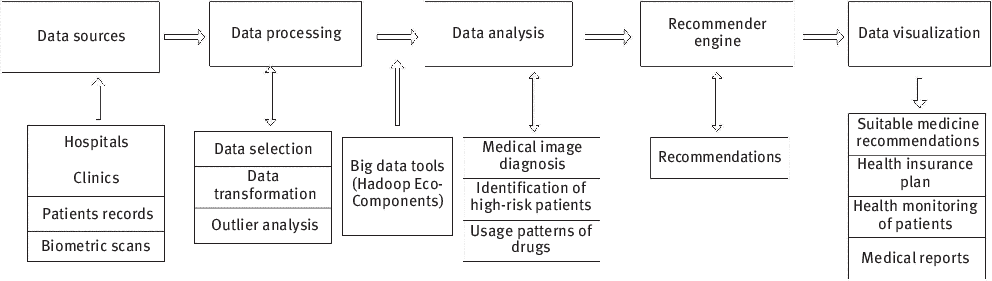 Data sources
Data processing
Data analysis
Recommender
engine
Data visualization
Hospitals
Clinics
Patients records
Biometric scans
Data selection
Data
transformation
Outlier analysis
Big data tools
(Hadoop Eco-
Components)
Medical image
diagnosis
Identification of
high-risk patients
Usage patterns of
drugs
Recommendations
Suitable medicine
recommendations
Health insurance
plan
Health monitoring
of patients
Medical reports